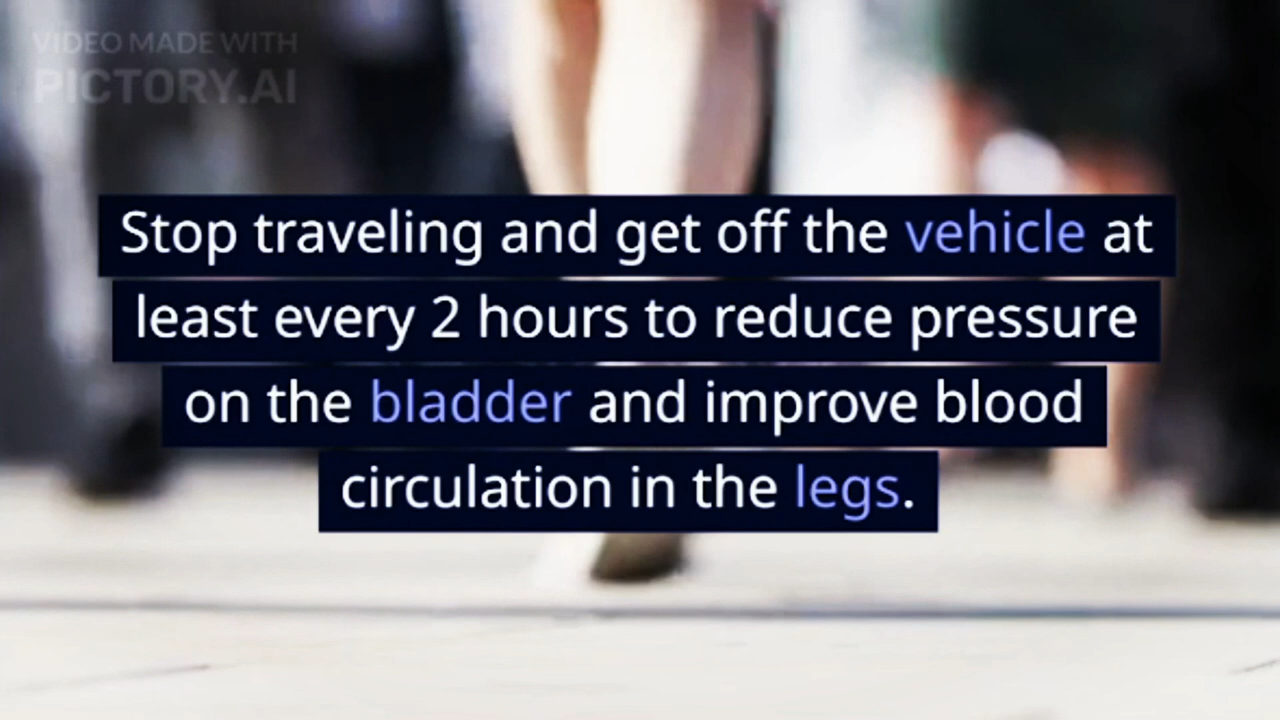 VIDEO MADE WITH
PICTORY.AI
Stop traveling and get off the vehicle at
least every 2 hours to reduce pressure
on the bladder and improve blood
circulation in the legs.